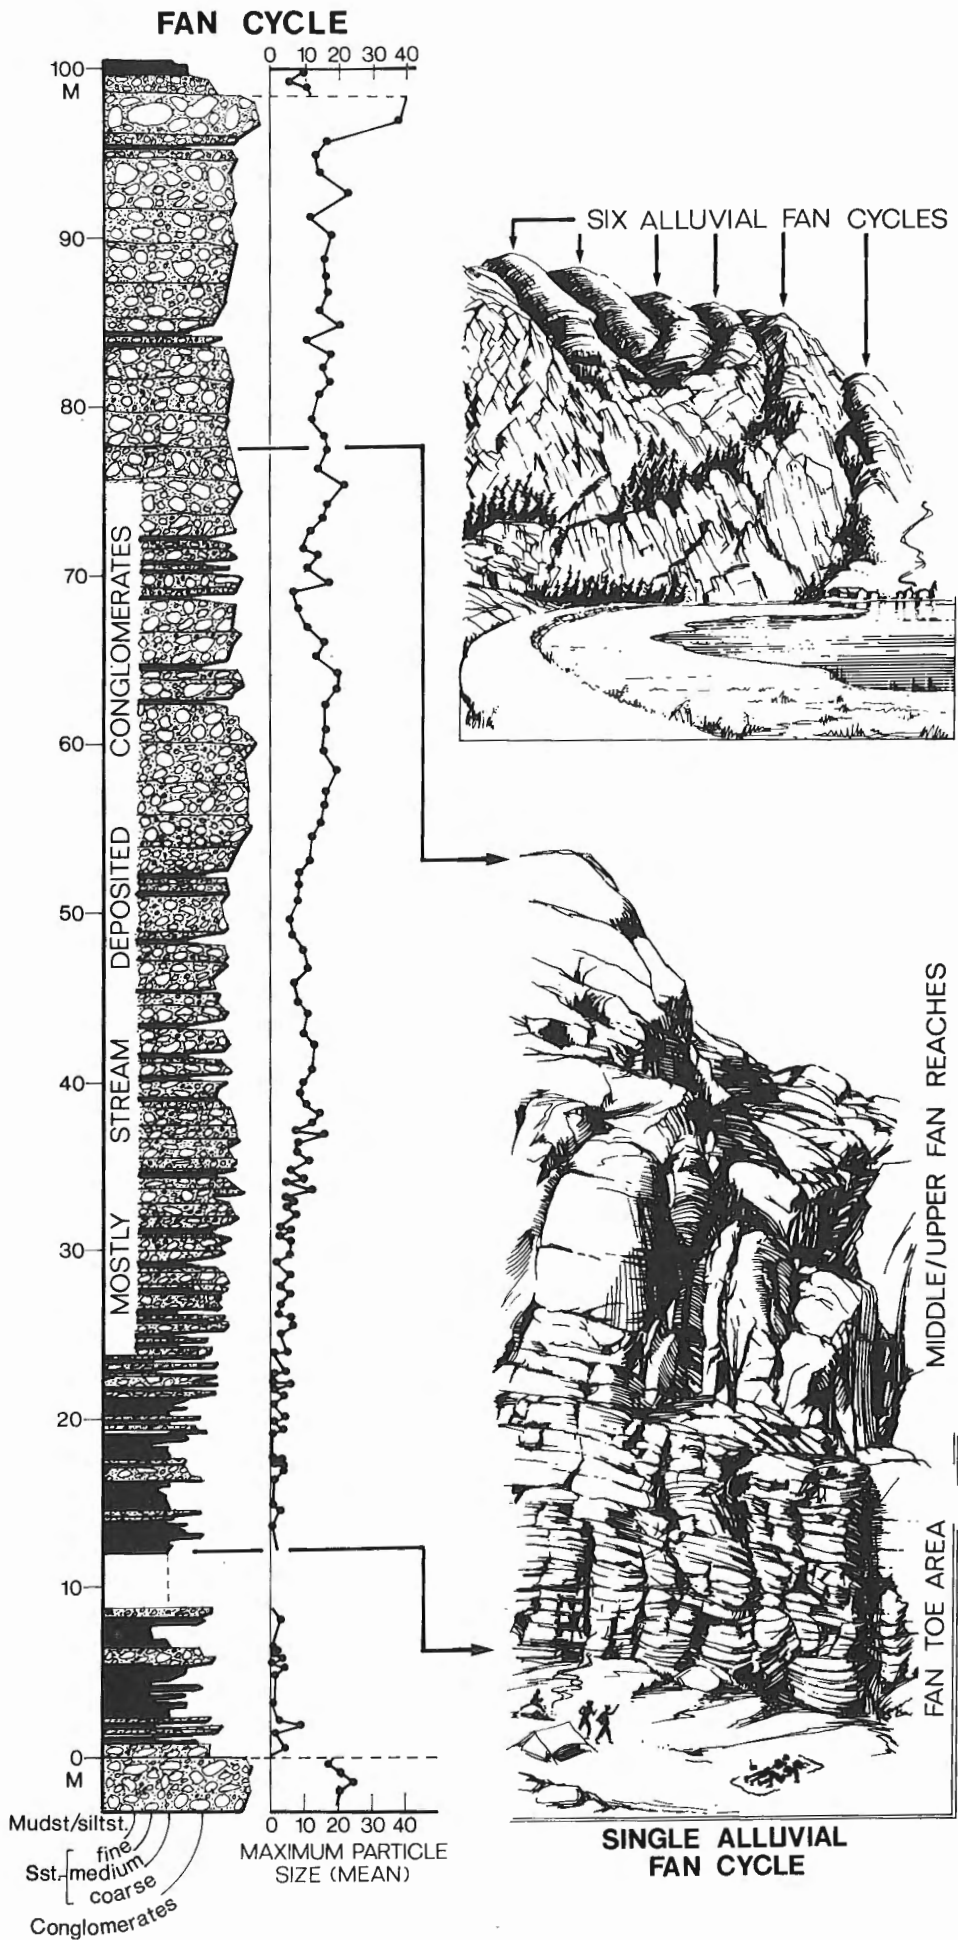 FAN CYCLE
0 10 20 30 40
100
M
90
80
70
60
50
40
30
20
10
0
M
MOSTLY STREAM DEPOSITED CONGLOMERATES
SIX ALLUVIAL FAN CYCLES
MIDDLE/UPPER FAN REACHES
FAN TOE AREA
0 10 20 30 40
MAXIMUM PARTICLE
SIZE (MEAN)
Mudst/siltst.
fine
Sst. medium
coarse
Conglomerates
SINGLE ALLUVIAL
FAN CYCLE